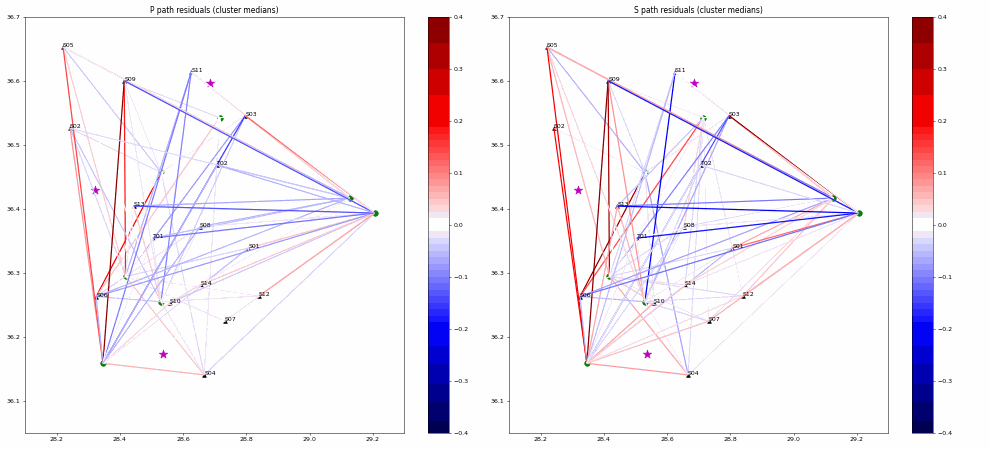 P path residuals (cluster medians)
36.7
36.6
36.5
36.4
36.3
36.2
36.1
28.2
28.4
28.6
28.8
29.0
29.2
S05
S09
S11
S03
S02
T02
S13
T01
S08
S01
S06
S14
S10
S12
S07
S04
0.4
0.3
0.2
0.1
0.0
−0.1
−0.2
−0.3
−0.4
S path residuals (cluster medians)
36.7
36.6
36.5
36.4
36.3
36.2
36.1
28.2
28.4
28.6
28.8
29.0
29.2
S05
S09
S11
S03
S02
T02
S13
T01
S08
S01
S06
S14
S10
S12
S07
S04
0.4
0.3
0.2
0.1
0.0
−0.1
−0.2
−0.3
−0.4